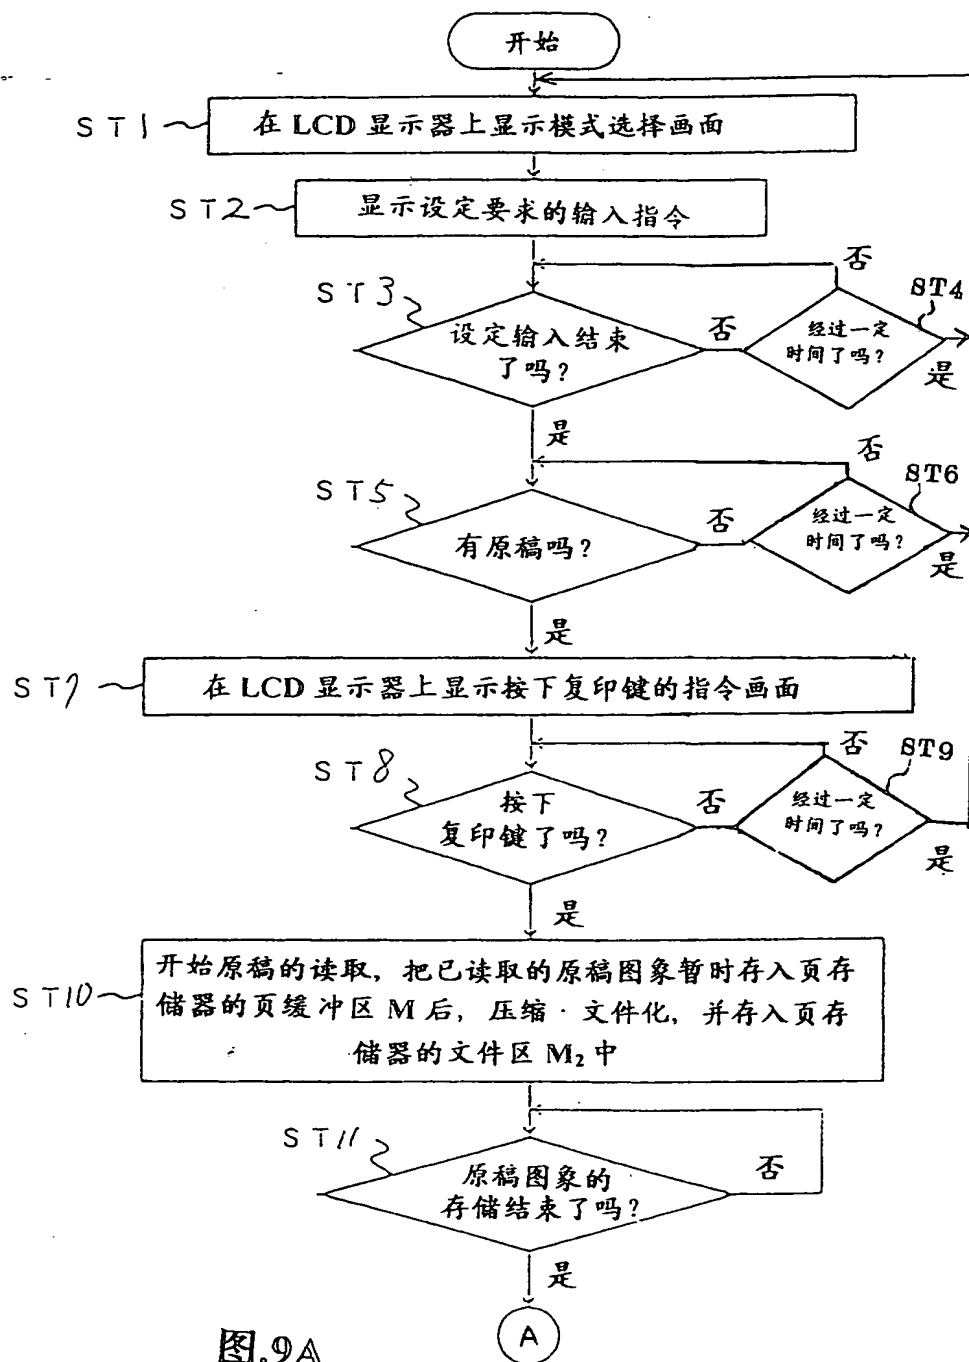 开始
ST1
在 LCD 显示器上显示模式选择画面
ST2
显示设定要求的输入指令
否
ST3
ST4
设定输入结束
了吗?
否
经过一定
时间了吗?
是
是
否
ST5
ST6
有原稿吗?
否
经过一定
时间了吗?
是
是
ST7
在 LCD 显示器上显示按下复印键的指令画面
否
ST8
ST9
按下
复印键了吗?
否
经过一定
时间了吗?
是
是
ST10
开始原稿的读取, 把已读取的原稿图象暂时存入页存
储器的页缓冲区 M 后, 压缩·文件化, 并存入页存
储器的文件区 M₂ 中
ST11
原稿图象的
存储结束了吗?
否
是
A
图.9A